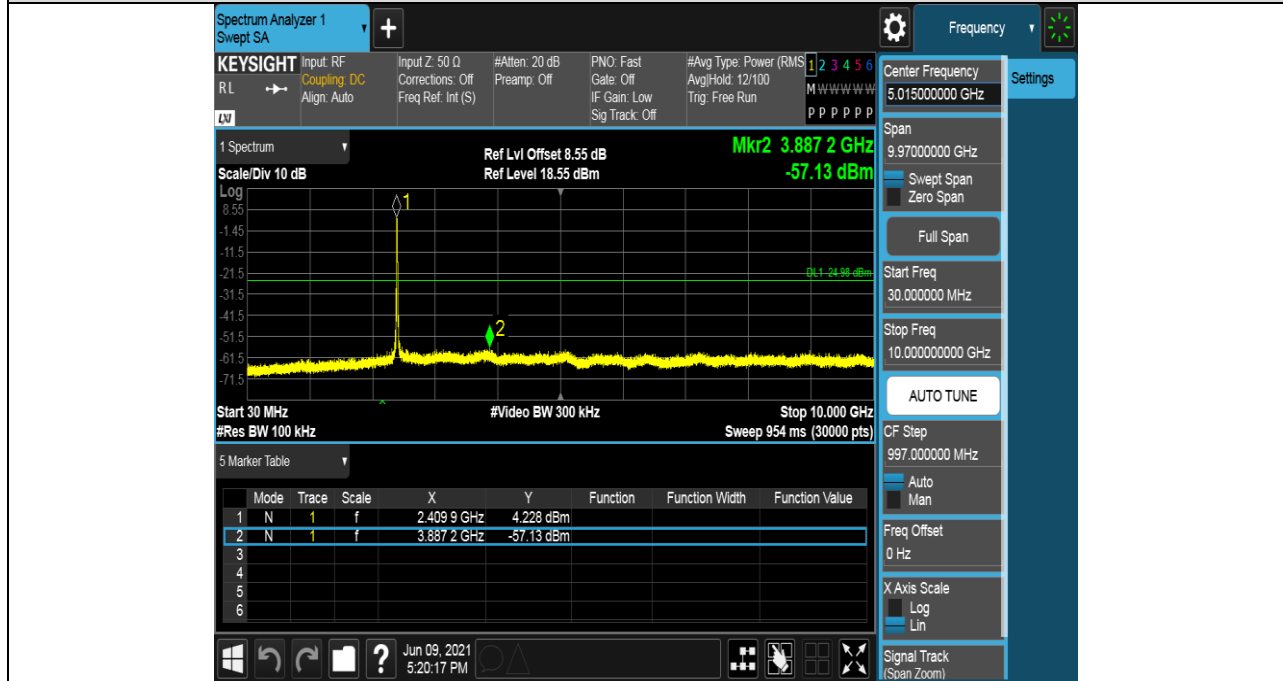 Spectrum Analyzer 1
Swept SA
+
Frequency
KEYSIGHT
RL
LXI
Input: RF
Coupling: DC
Align: Auto
Input Z: 50 Ω
Corrections: Off
Freq Ref: Int (S)
#Atten: 20 dB
Preamp: Off
PNO: Fast
Gate: Off
IF Gain: Low
Sig Track: Off
#Avg Type: Power (RMS
Avg|Hold: 12/100
Trig: Free Run
1 2 3 4 5 6
M W W W W W
P P P P P P
1 Spectrum
Scale/Div 10 dB
Ref Lvl Offset 8.55 dB
Ref Level 18.55 dBm
Mkr2 3.887 2 GHz
-57.13 dBm
Log
8.55
-1.45
-11.5
-21.5
-31.5
-41.5
-51.5
-61.5
-71.5
1
2
DL1 -24.98 dBm
Start 30 MHz
#Video BW 300 kHz
Stop 10.000 GHz
#Res BW 100 kHz
Sweep 954 ms (30000 pts)
5 Marker Table
Mode Trace Scale X Y Function Function Width Function Value
1 N 1 f 2.409 9 GHz 4.228 dBm
2 N 1 f 3.887 2 GHz -57.13 dBm
3
4
5
6
?
Jun 09, 2021
5:20:17 PM
Center Frequency
5.015000000 GHz
Span
9.97000000 GHz
Swept Span
Zero Span
Full Span
Start Freq
30.000000 MHz
Stop Freq
10.000000000 GHz
AUTO TUNE
CF Step
997.000000 MHz
Auto
Man
Freq Offset
0 Hz
X Axis Scale
Log
Lin
Signal Track
(Span Zoom)
Settings